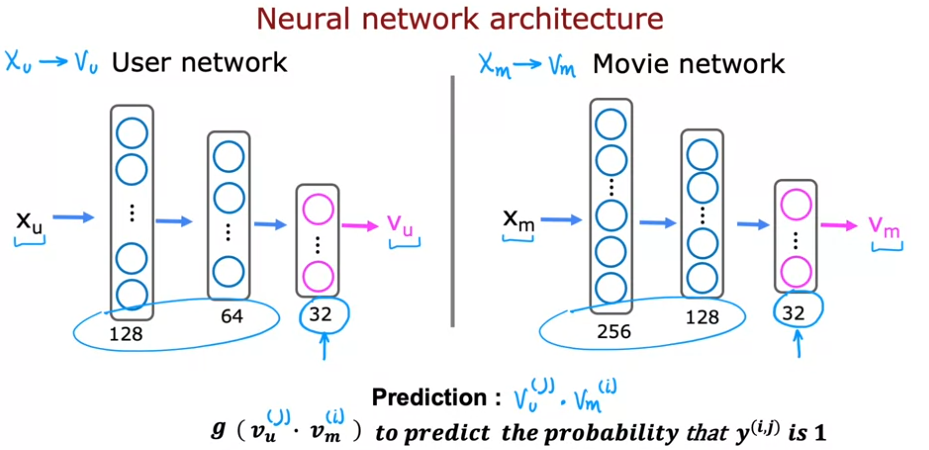 Neural network architecture
Xu → Vu User network
Xm → Vm Movie network
Xu
Vu
128
64
32
Xm
Vm
256
128
32
Prediction : Vu^(j) · Vm^(i)
g ( vu^(j) · vm^(i) ) to predict the probability that y^(i,j) is 1